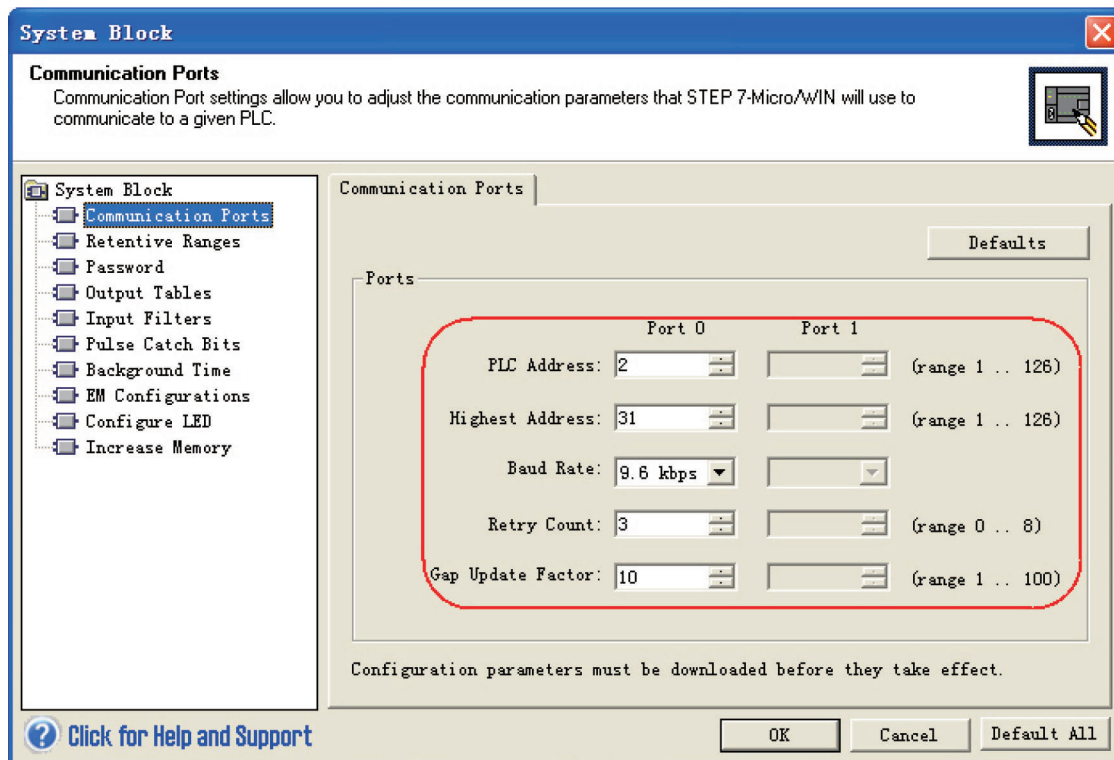 System Block
Communication Ports
Communication Port settings allow you to adjust the communication parameters that STEP 7-Micro/WIN will use to
communicate to a given PLC.
System Block
Communication Ports
Retentive Ranges
Password
Output Tables
Input Filters
Pulse Catch Bits
Background Time
EM Configurations
Configure LED
Increase Memory
Communication Ports
Defaults
Ports
Port 0 Port 1
PLC Address: 2 (range 1 .. 126)
Highest Address: 31 (range 1 .. 126)
Baud Rate: 9.6 kbps
Retry Count: 3 (range 0 .. 8)
Gap Update Factor: 10 (range 1 .. 100)
Configuration parameters must be downloaded before they take effect.
Click for Help and Support
OK Cancel Default All